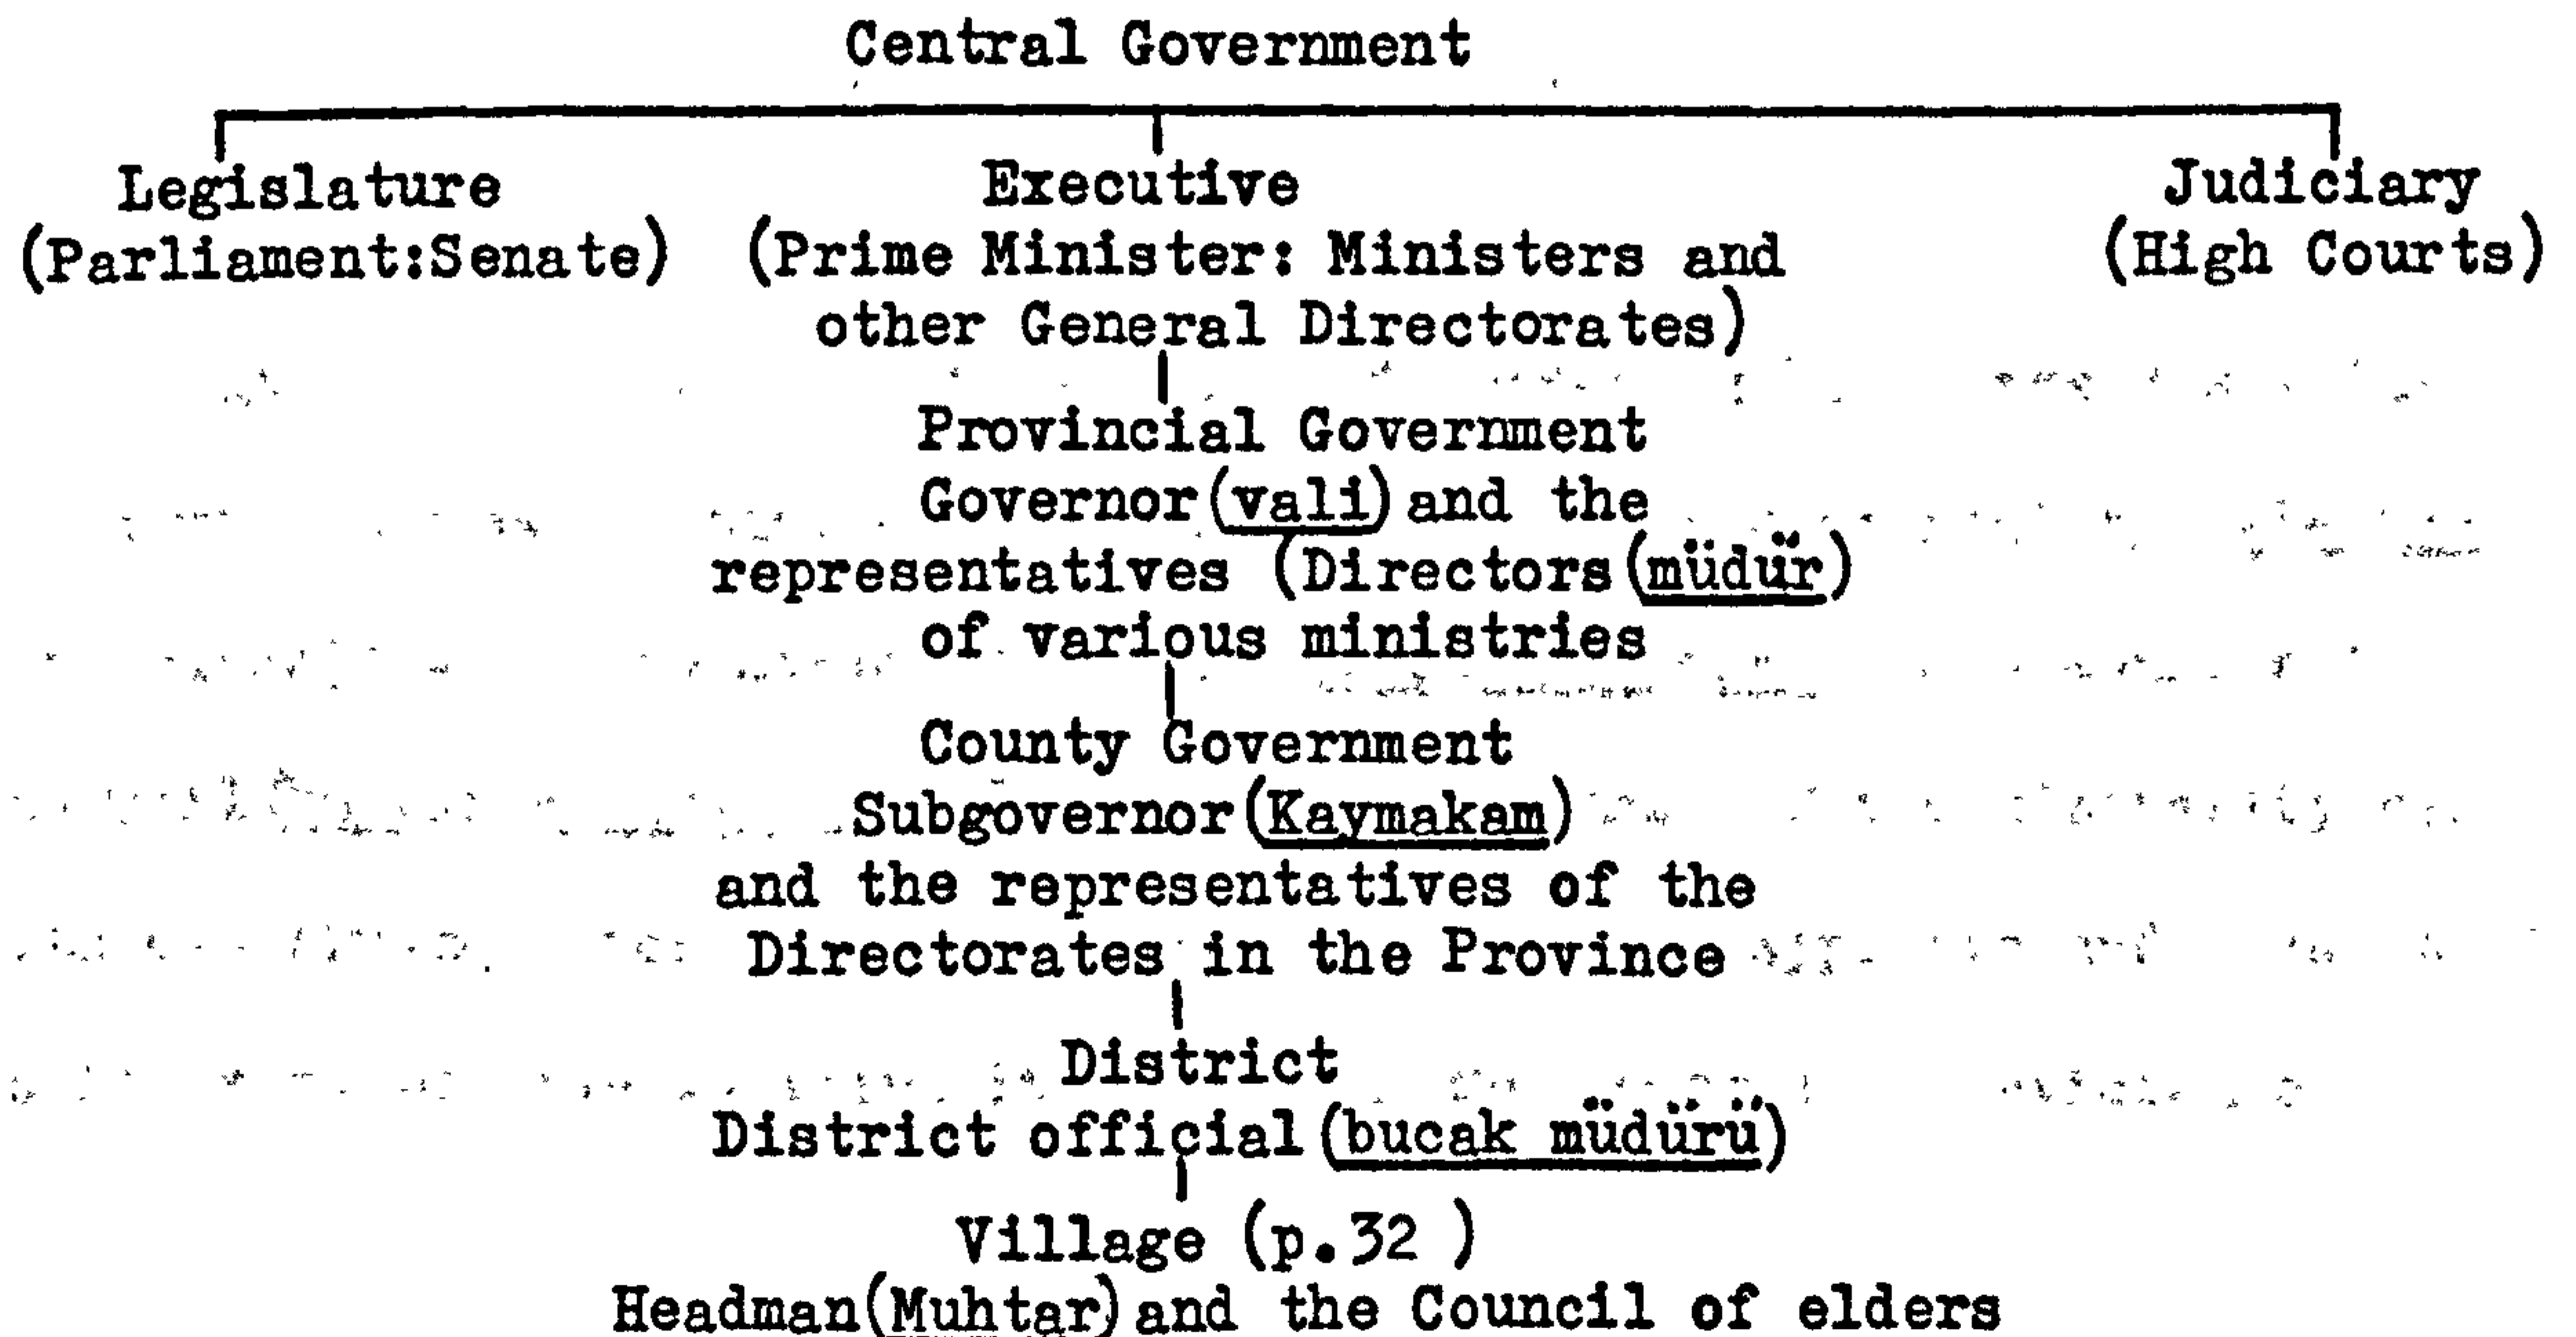 Central Government
Legislature Executive Judiciary
(Parliament:Senate) (Prime Minister: Ministers and (High Courts)
other General Directorates)
Provincial Government
Governor(vali) and the
representatives (Directors(müdür)
of various ministries
County Government
Subgovernor(Kaymakam)
and the representatives of the
Directorates in the Province
District
District official(bucak müdürü)
Village (p.32 )
Headman(Muhtar)and the Council of elders